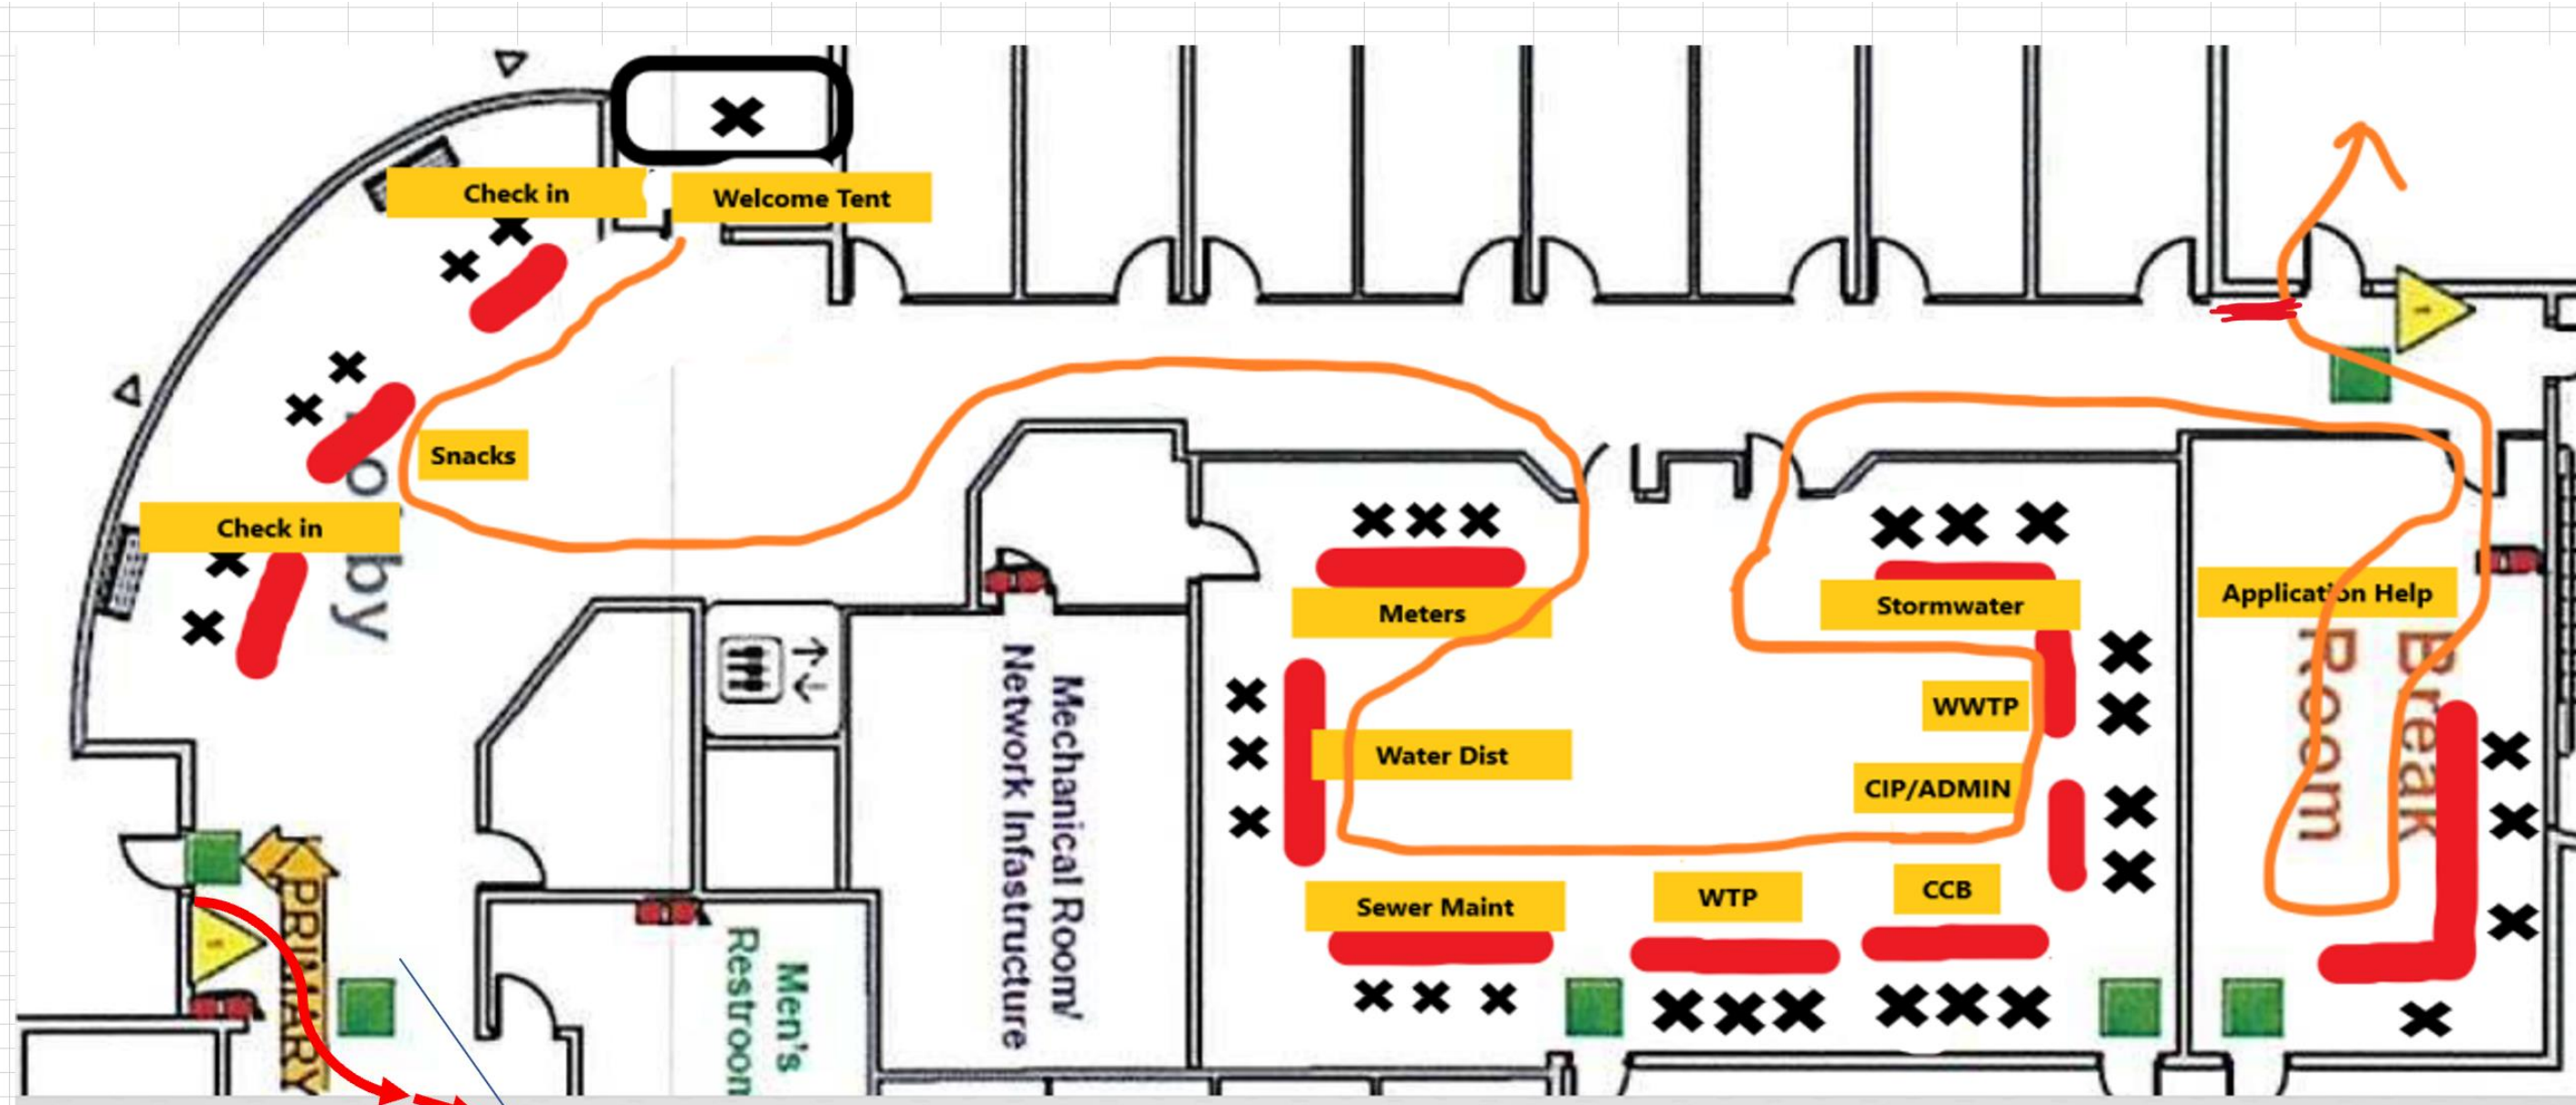 Check in
Welcome Tent
Snacks
Check in
Lobby
Meters
Stormwater
Application Help
WWTP
Water Dist
CIP/ADMIN
Break
Room
Mechanical Room/
Network Infastructure
Sewer Maint
WTP
CCB
PRIMARY
Men's
Restroom